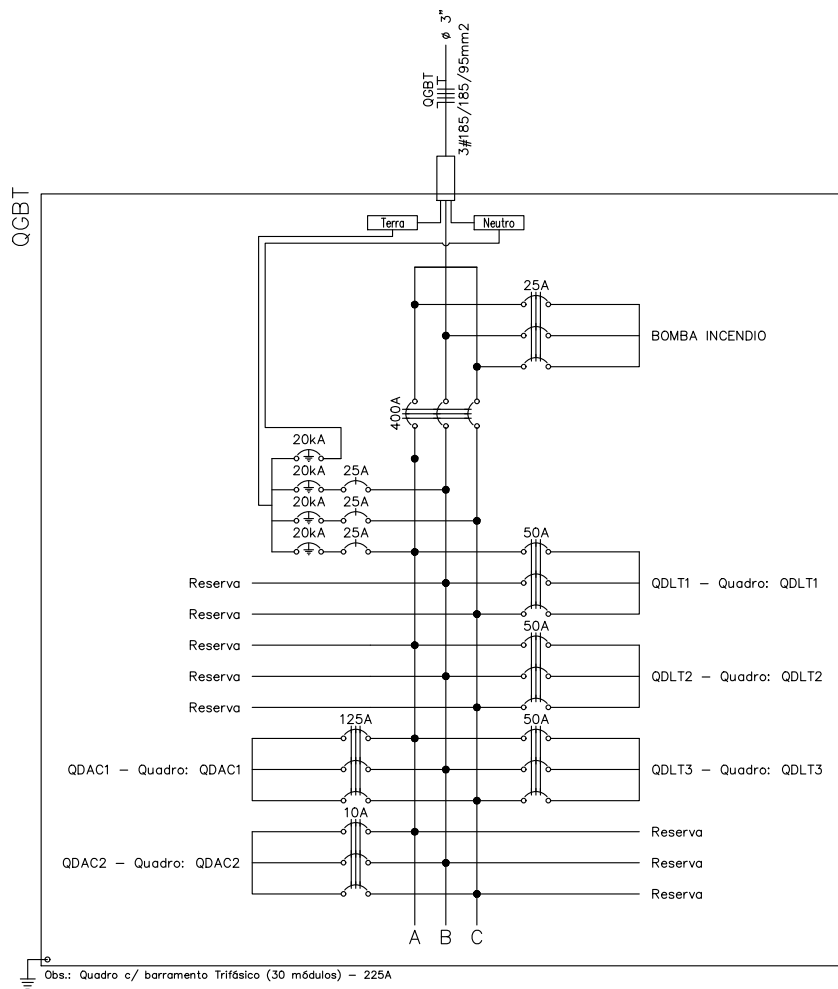 ø 3"
QGBT
3#185/185/95mm2
QGBT
Terra
Neutro
25A
BOMBA INCENDIO
400A
20kA
20kA
25A
20kA
25A
20kA
25A
50A
Reserva
QDLT1 – Quadro: QDLT1
Reserva
50A
Reserva
Reserva
QDLT2 – Quadro: QDLT2
Reserva
125A
50A
QDAC1 – Quadro: QDAC1
QDLT3 – Quadro: QDLT3
10A
Reserva
QDAC2 – Quadro: QDAC2
Reserva
Reserva
A B C
Obs.: Quadro c/ barramento Trifásico (30 módulos) – 225A